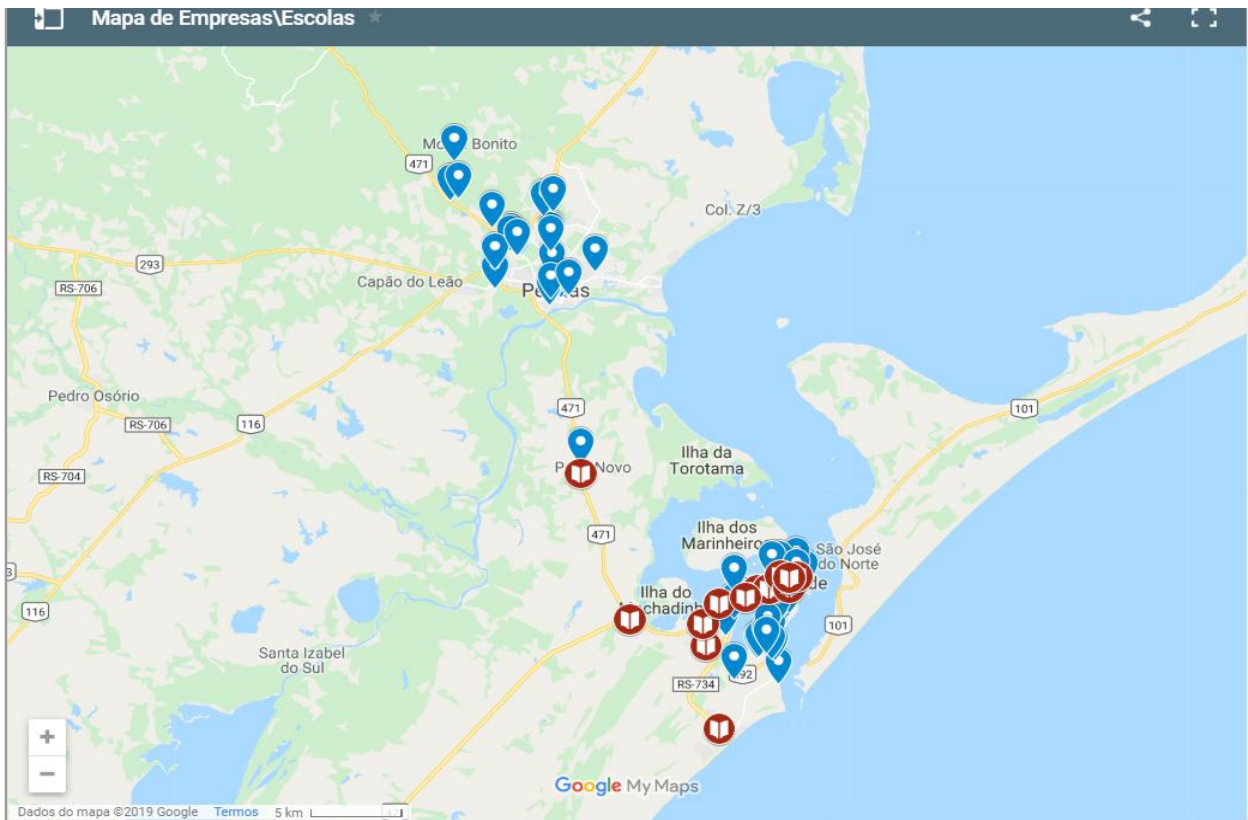 Mapa de Empresas\Escolas
Bonito
471
Col. Z/3
293
RS-706
Capão do Leão
Pedro Osório
RS-706
116
101
471
Ilha da
Torotama
Novo
RS-704
471
Ilha dos
Marinheiro
São José
do Norte
Ilha do
116
101
Santa Izabel
do Sul
RS-734
Google My Maps
Dados do mapa ©2019 Google Termos 5 km